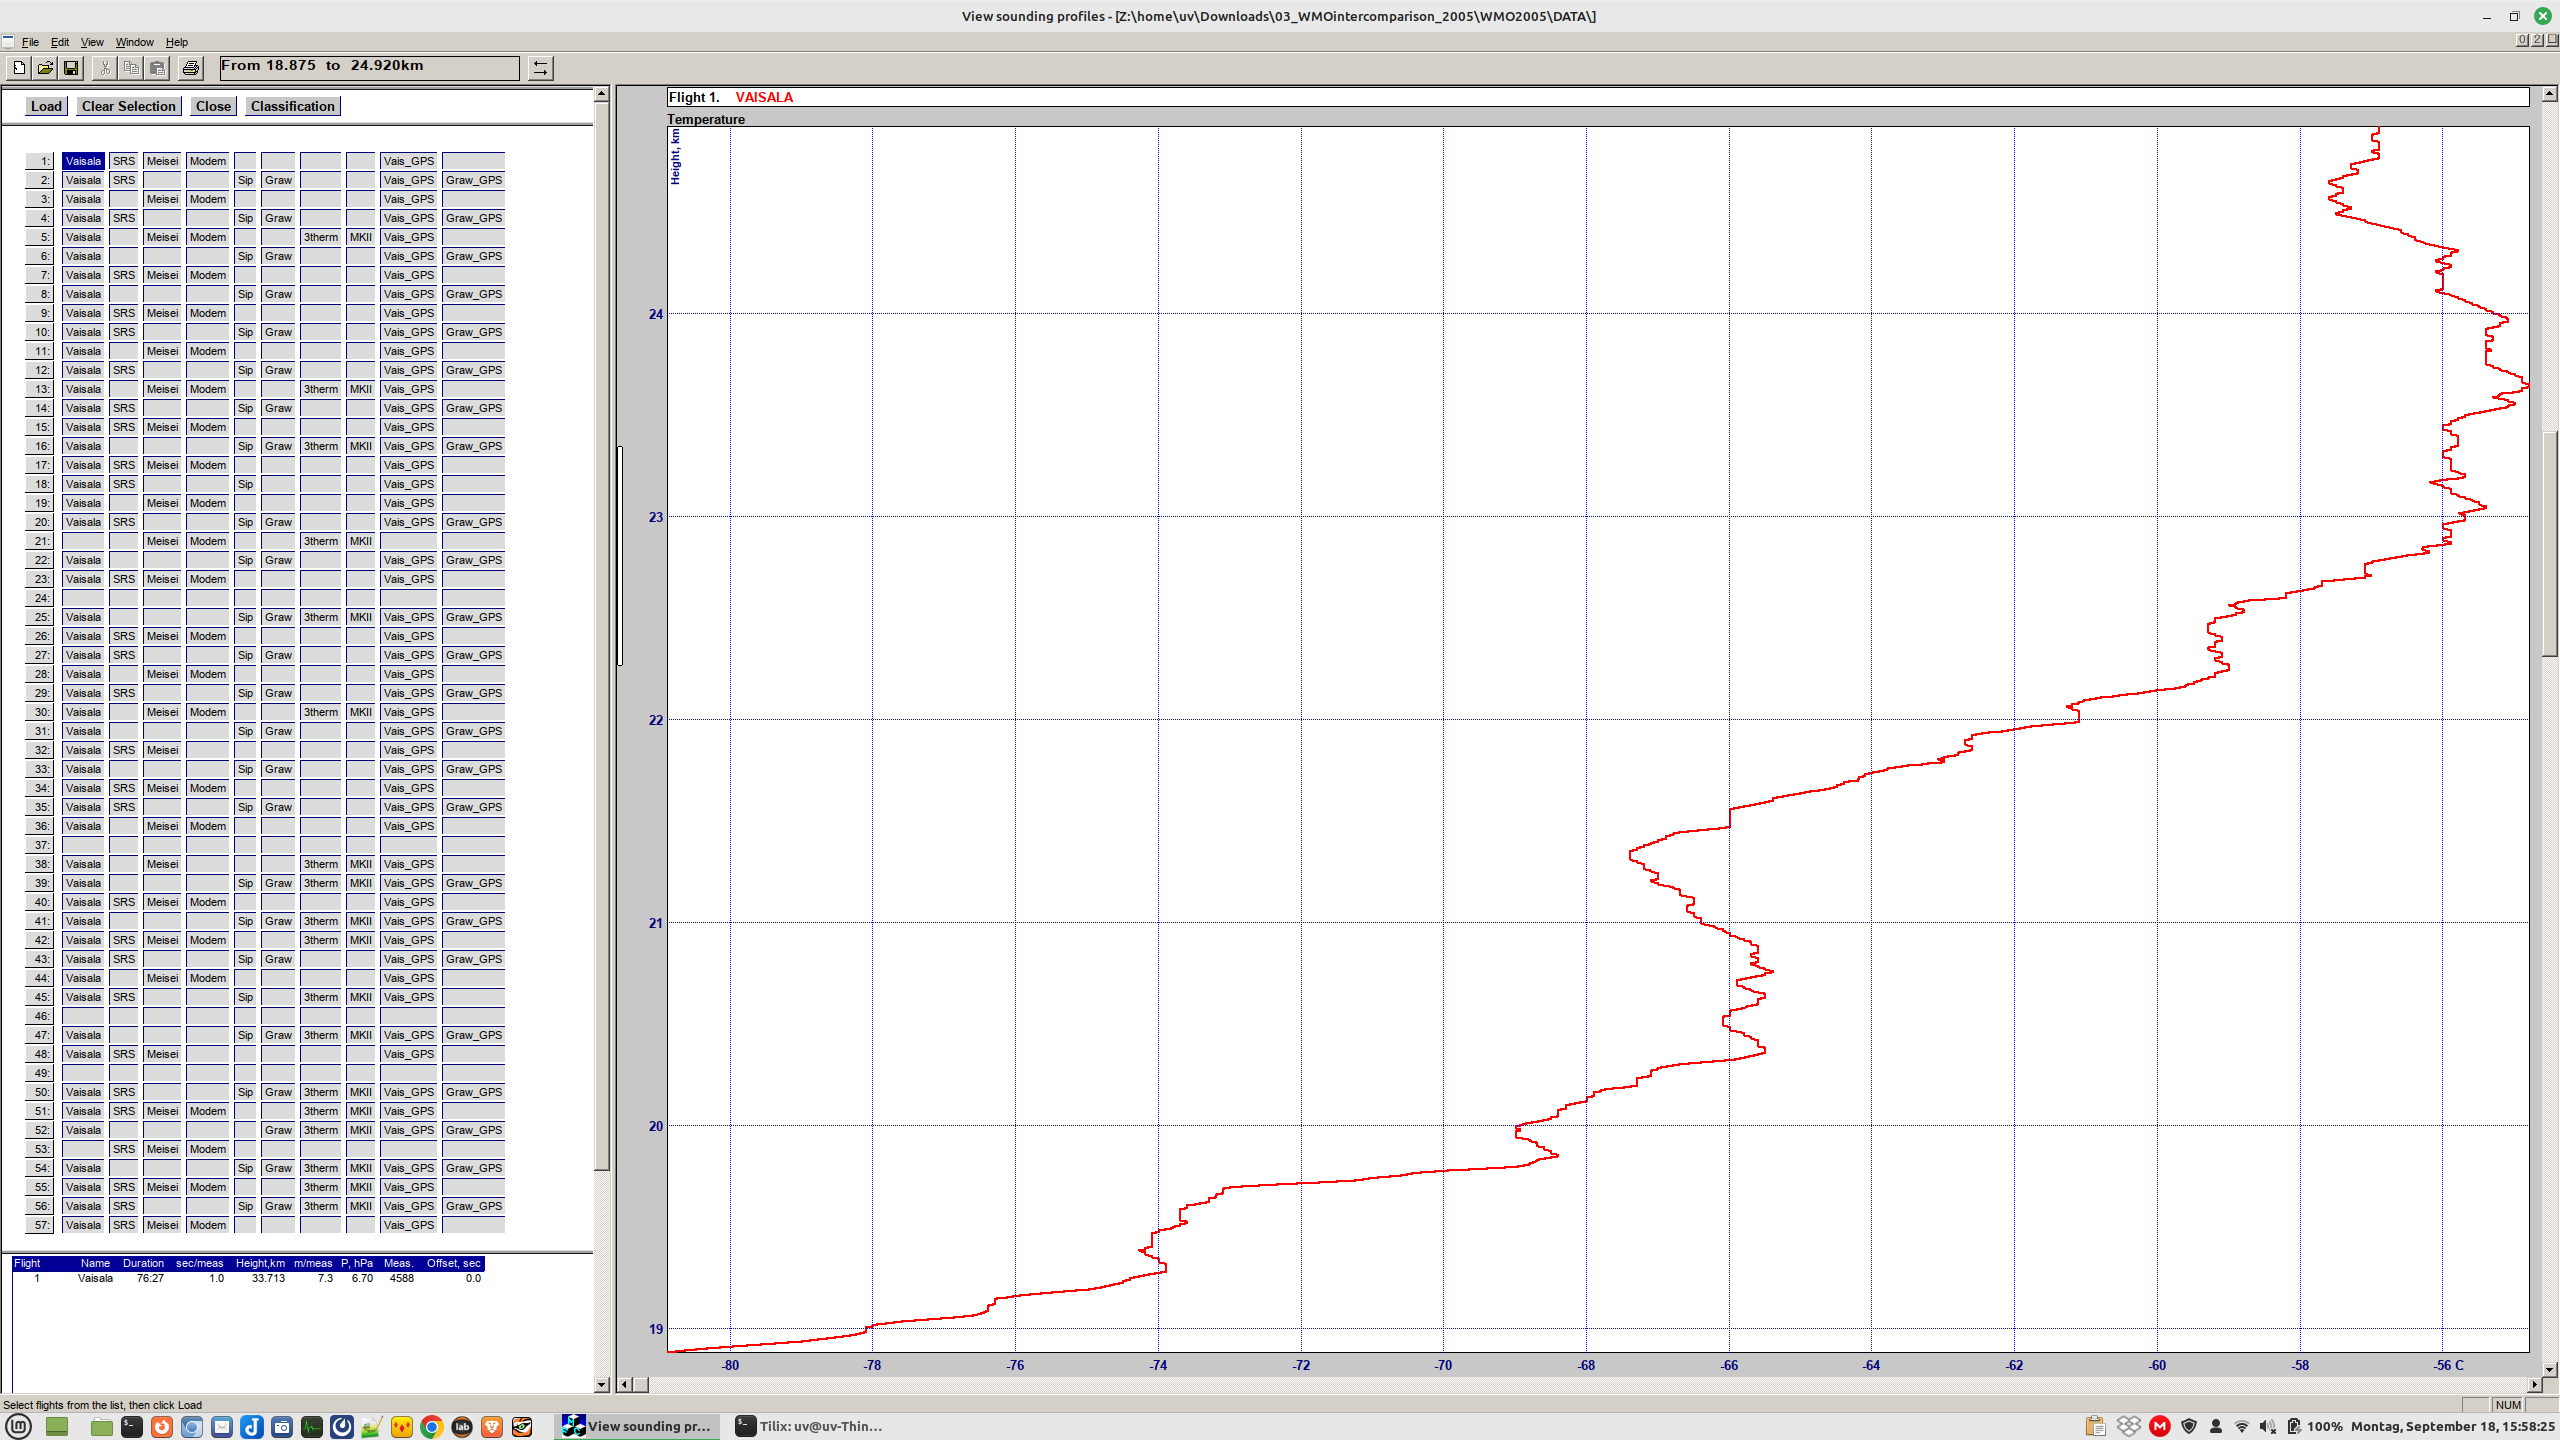 View sounding profiles - [Z:\home\uv\Downloads\03_WMOintercomparison_2005\WMO2005\DATA\]
File Edit View Window Help
From 18.875 to 24.920km
Load Clear Selection Close Classification
Flight 1. VAISALA
Temperature
Height, km
1: Vaisala SRS Meisei Modem Vais_GPS
2: Vaisala SRS Sip Graw Vais_GPS Graw_GPS
3: Vaisala Meisei Modem Vais_GPS
4: Vaisala SRS Sip Graw Vais_GPS Graw_GPS
5: Vaisala Meisei Modem 3therm MKII Vais_GPS
6: Vaisala Sip Graw Vais_GPS Graw_GPS
7: Vaisala SRS Meisei Modem Vais_GPS
8: Vaisala Sip Graw Vais_GPS Graw_GPS
9: Vaisala SRS Meisei Modem Vais_GPS
10: Vaisala SRS Sip Graw Vais_GPS Graw_GPS
11: Vaisala Meisei Modem Vais_GPS
12: Vaisala SRS Sip Graw Vais_GPS Graw_GPS
13: Vaisala Meisei Modem 3therm MKII Vais_GPS
14: Vaisala SRS Sip Graw Vais_GPS Graw_GPS
15: Vaisala SRS Meisei Modem Vais_GPS
16: Vaisala Sip Graw 3therm MKII Vais_GPS Graw_GPS
17: Vaisala SRS Meisei Modem Vais_GPS
18: Vaisala SRS Sip Vais_GPS
19: Vaisala Meisei Modem Vais_GPS
20: Vaisala SRS Sip Graw Vais_GPS Graw_GPS
21: Meisei Modem 3therm MKII
22: Vaisala Sip Graw Vais_GPS Graw_GPS
23: Vaisala SRS Meisei Modem Vais_GPS
24:
25: Vaisala Sip Graw 3therm MKII Vais_GPS Graw_GPS
26: Vaisala SRS Meisei Modem Vais_GPS
27: Vaisala SRS Sip Graw Vais_GPS Graw_GPS
28: Vaisala Meisei Modem Vais_GPS
29: Vaisala SRS Sip Graw Vais_GPS Graw_GPS
30: Vaisala Meisei Modem 3therm MKII Vais_GPS
31: Vaisala Sip Graw Vais_GPS Graw_GPS
32: Vaisala SRS Meisei Vais_GPS
33: Vaisala Sip Graw Vais_GPS Graw_GPS
34: Vaisala SRS Meisei Modem Vais_GPS
35: Vaisala SRS Sip Graw Vais_GPS Graw_GPS
36: Vaisala Meisei Modem Vais_GPS
37:
38: Vaisala Meisei 3therm MKII Vais_GPS
39: Vaisala Sip Graw 3therm MKII Vais_GPS Graw_GPS
40: Vaisala SRS Meisei Modem Vais_GPS
41: Vaisala Sip Graw 3therm MKII Vais_GPS Graw_GPS
42: Vaisala SRS Meisei Modem 3therm MKII Vais_GPS
43: Vaisala SRS Sip Graw Vais_GPS Graw_GPS
44: Vaisala Meisei Modem Vais_GPS
45: Vaisala SRS Sip 3therm MKII Vais_GPS
46:
47: Vaisala Sip Graw 3therm MKII Vais_GPS Graw_GPS
48: Vaisala SRS Meisei Vais_GPS
49:
50: Vaisala SRS Sip Graw 3therm MKII Vais_GPS Graw_GPS
51: Vaisala SRS Meisei Modem 3therm MKII Vais_GPS
52: Vaisala Graw 3therm MKII Vais_GPS Graw_GPS
53: SRS Meisei Modem
54: Vaisala Sip Graw 3therm MKII Vais_GPS Graw_GPS
55: Vaisala SRS Meisei Modem 3therm MKII Vais_GPS
56: Vaisala SRS Sip Graw 3therm MKII Vais_GPS Graw_GPS
57: Vaisala SRS Meisei Modem Vais_GPS
24
23
22
21
20
19
-80 -78 -76 -74 -72 -70 -68 -66 -64 -62 -60 -58 -56 C
Flight Name Duration sec/meas Height,km m/meas P, hPa Meas. Offset, sec
1 Vaisala 76:27 1.0 33.713 7.3 6.70 4588 0.0
Select flights from the list, then click Load
NUM
lab
View sounding pr...
Tilix: uv@uv-Thin...
100% Montag, September 18, 15:58:25